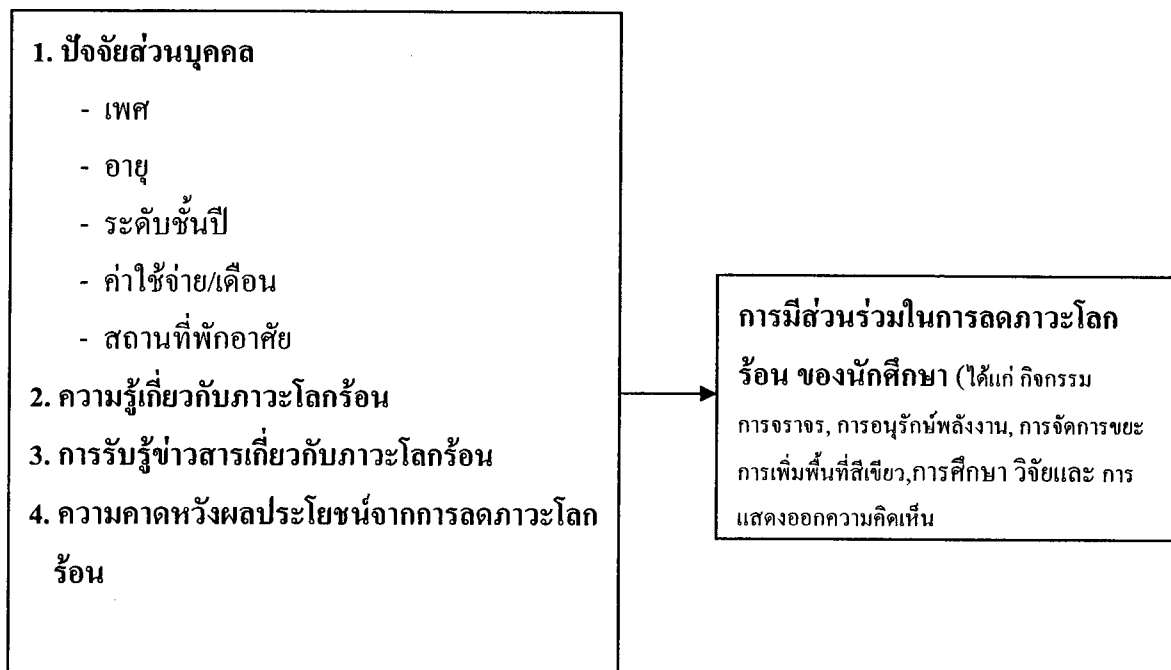 1. ปัจจัยส่วนบุคคล
- เพศ
- อายุ
- ระดับชั้นปี
- ค่าใช้จ่าย/เดือน
- สถานที่พักอาศัย
2. ความรู้เกี่ยวกับภาวะโลกร้อน
3. การรับรู้ข่าวสารเกี่ยวกับภาวะโลกร้อน
4. ความคาดหวังผลประโยชน์จากการลดภาวะโลก
ร้อน
การมีส่วนร่วมในการลดภาวะโลก
ร้อน ของนักศึกษา (ได้แก่ กิจกรรม
การจราจร, การอนุรักษ์พลังงาน, การจัดการขยะ
การเพิ่มพื้นที่สีเขียว,การศึกษา วิจัยและ การ
แสดงออกความคิดเห็น